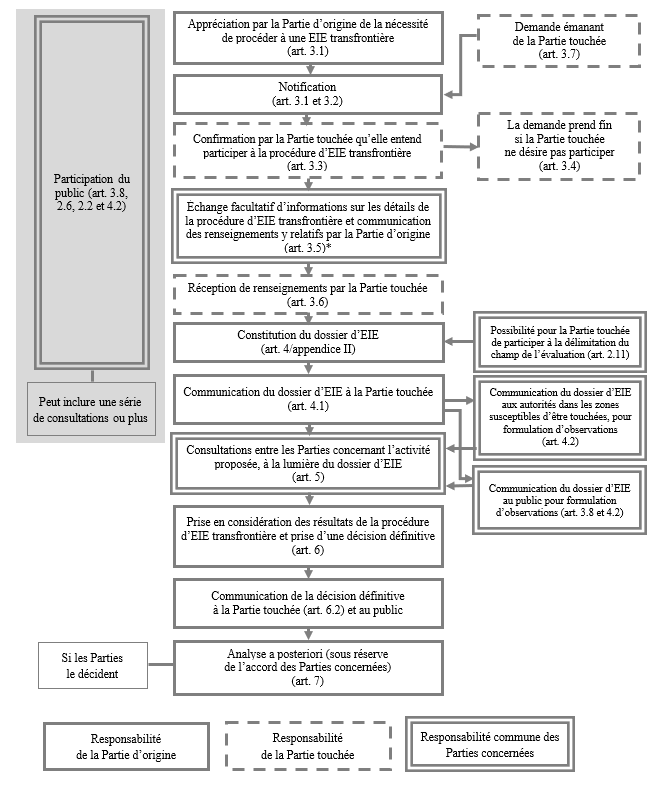 Appréciation par la Partie d'origine de la nécessité
de procéder à une EIE transfrontière
(art. 3.1)
Demande émanant
de la Partie touchée
(art. 3.7)
Notification
(art. 3.1 et 3.2)
Confirmation par la Partie touchée qu'elle entend
participer à la procédure d'EIE transfrontière
(art. 3.3)
La demande prend fin
si la Partie touchée
ne désire pas participer
(art. 3.4)
Participation du
public (art. 3.8,
2.6, 2.2 et 4.2)
Échange facultatif d'informations sur les détails de
la procédure d'EIE transfrontière et communication
des renseignements y relatifs par la Partie d'origine
(art. 3.5)*
Réception de renseignements par la Partie touchée
(art. 3.6)
Constitution du dossier d'EIE
(art. 4/appendice II)
Possibilité pour la Partie touchée
de participer à la délimitation du
champ de l'évaluation (art. 2.11)
Peut inclure une série
de consultations ou plus
Communication du dossier d'EIE à la Partie touchée
(art. 4.1)
Communication du dossier d'EIE
aux autorités dans les zones
susceptibles d'être touchées, pour
formulation d'observations
(art. 4.2)
Consultations entre les Parties concernant l'activité
proposée, à la lumière du dossier d'EIE
(art. 5)
Communication du dossier d'EIE
au public pour formulation
d'observations (art. 3.8 et 4.2)
Prise en considération des résultats de la procédure
d'EIE transfrontière et prise d'une décision définitive
(art. 6)
Communication de la décision définitive
à la Partie touchée (art. 6.2) et au public
Si les Parties
le décident
Analyse a posteriori (sous réserve
de l'accord des Parties concernées)
(art. 7)
Responsabilité
de la Partie d'origine
Responsabilité
de la Partie touchée
Responsabilité commune des
Parties concernées